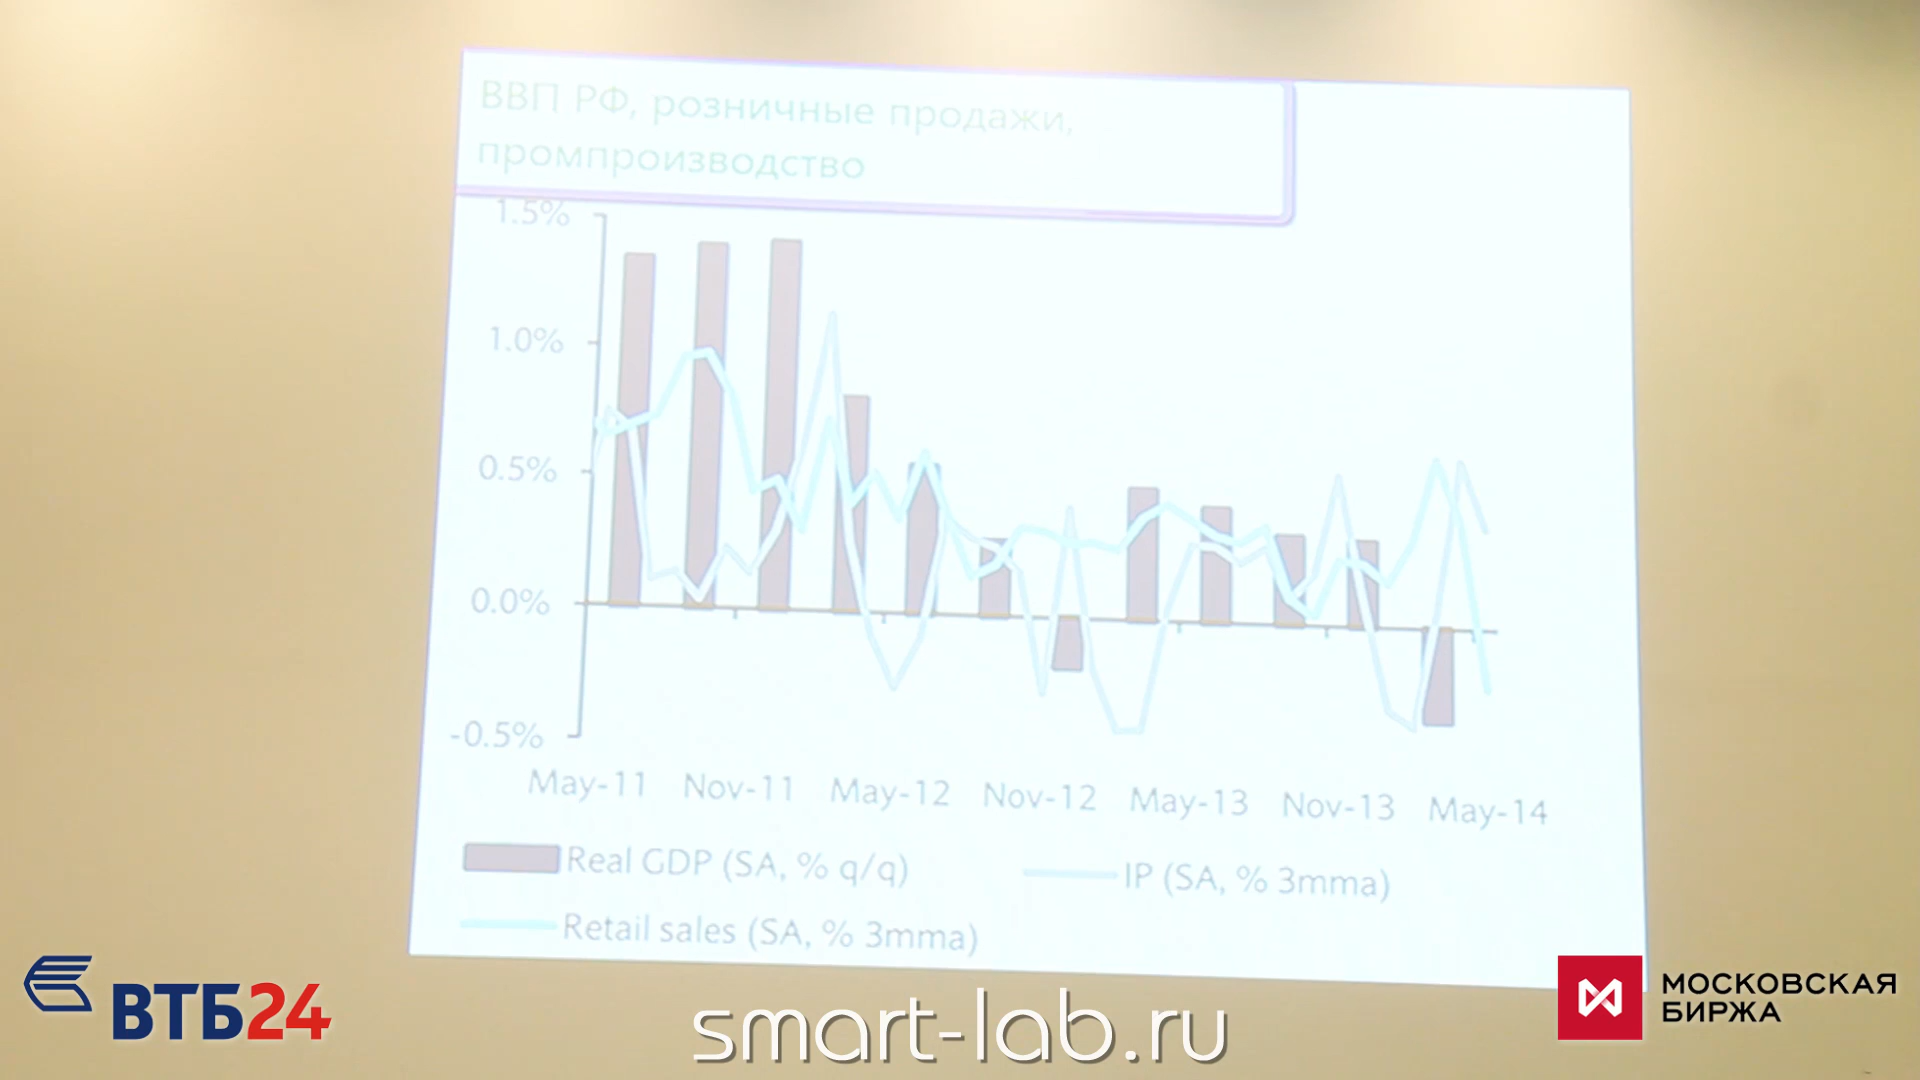 ВВП РФ, розничные продажи,
промпроизводство
1.5%
1.0%
0.5%
0.0%
-0.5%
May-11 Nov-11 May-12 Nov-12 May-13 Nov-13 May-14
Real GDP (SA, % q/q) IP (SA, % 3mma)
Retail sales (SA, % 3mma)
ВТБ24
smart-lab.ru
МОСКОВСКАЯ
БИРЖА